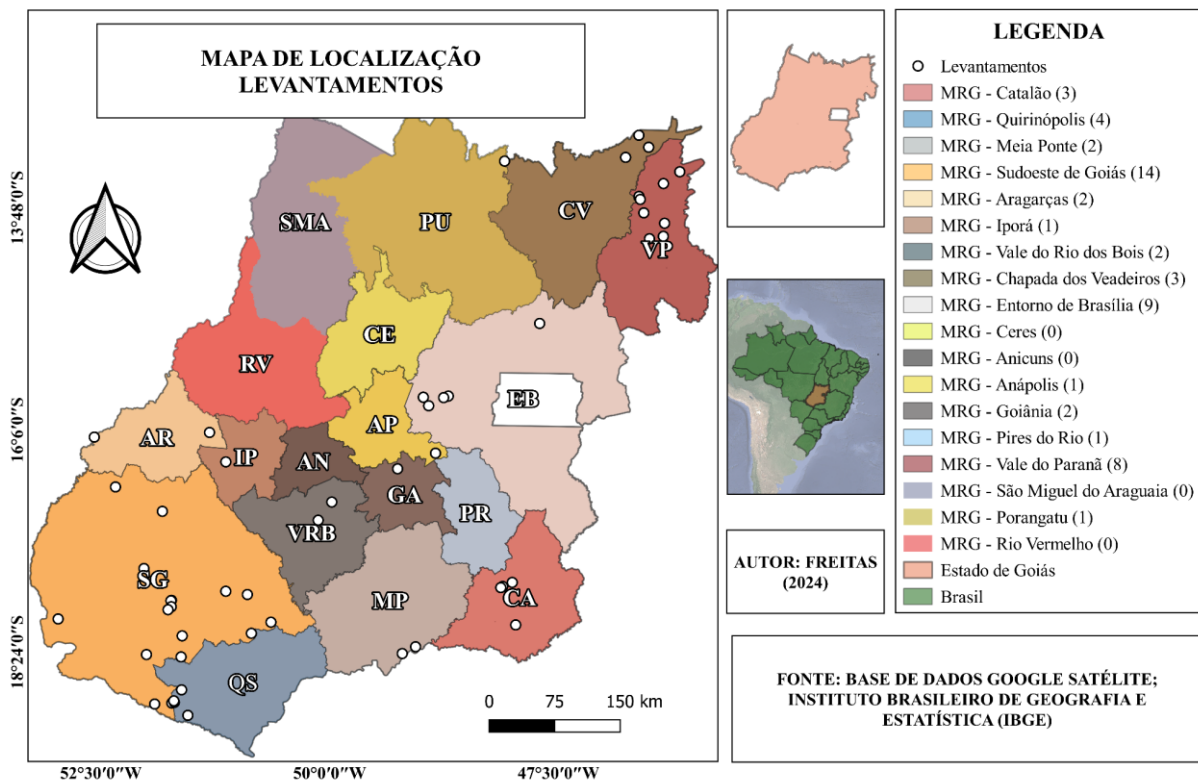 MAPA DE LOCALIZAÇÃO
LEVANTAMENTOS
13°48'0"S
16°6'0"S
18°24'0"S
52°30'0"W
50°0'0"W
47°30'0"W
SMA
PU
CV
VP
CE
RV
EB
AP
AR
IP
AN
GA
PR
VRB
SG
MP
CA
QS
0 75 150 km
LEGENDA
Levantamentos
MRG - Catalão (3)
MRG - Quirinópolis (4)
MRG - Meia Ponte (2)
MRG - Sudoeste de Goiás (14)
MRG - Aragarças (2)
MRG - Iporá (1)
MRG - Vale do Rio dos Bois (2)
MRG - Chapada dos Veadeiros (3)
MRG - Entorno de Brasília (9)
MRG - Ceres (0)
MRG - Anicuns (0)
MRG - Anápolis (1)
MRG - Goiânia (2)
MRG - Pires do Rio (1)
MRG - Vale do Paranã (8)
MRG - São Miguel do Araguaia (0)
MRG - Porangatu (1)
MRG - Rio Vermelho (0)
Estado de Goiás
Brasil
AUTOR: FREITAS
(2024)
FONTE: BASE DE DADOS GOOGLE SATÉLITE;
INSTITUTO BRASILEIRO DE GEOGRAFIA E
ESTATÍSTICA (IBGE)